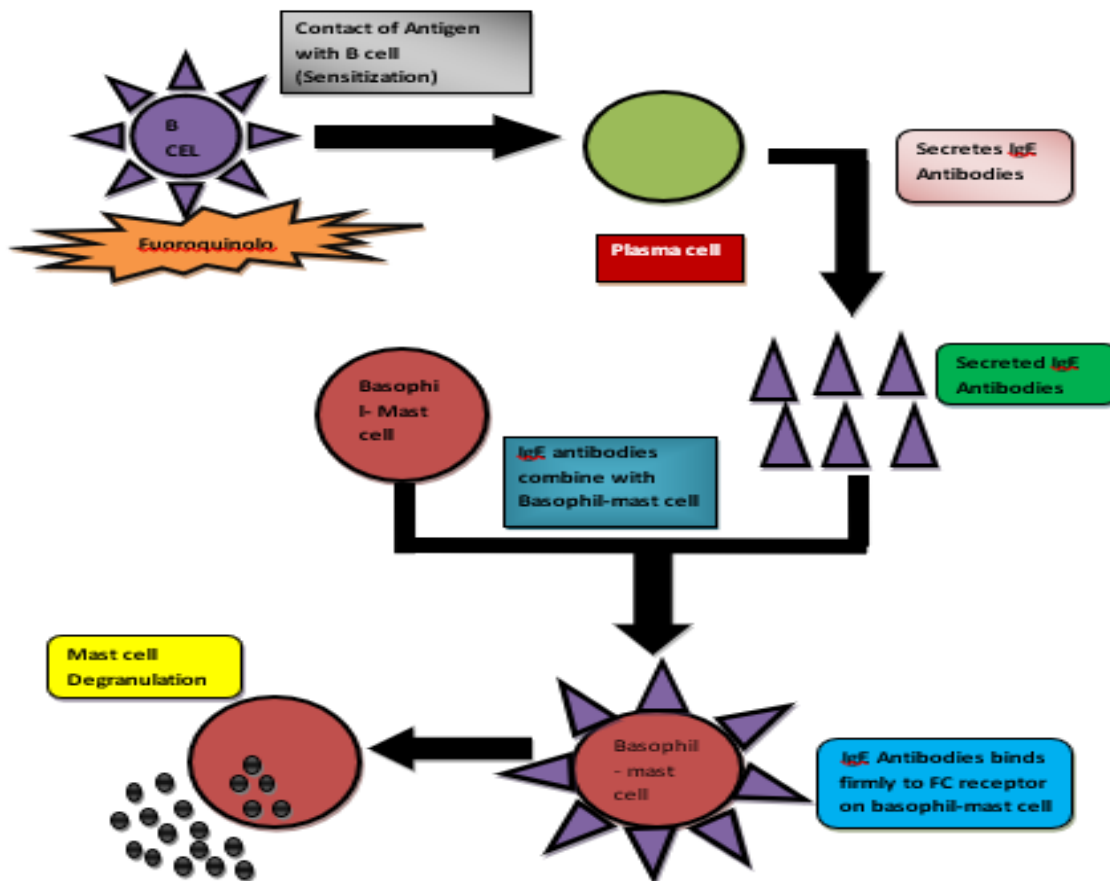 Contact of Antigen
with B cell
(Sensitization)
B
CEL
Fuoroquinolo
Plasma cell
Secretes IgE
Antibodies
Secreted IgE
Antibodies
Basophi
l- Mast
cell
IgE antibodies
combine with
Basophil-mast cell
Mast cell
Degranulation
Basophil
- mast
cell
IgE Antibodies binds
firmly to FC receptor
on basophil-mast cell